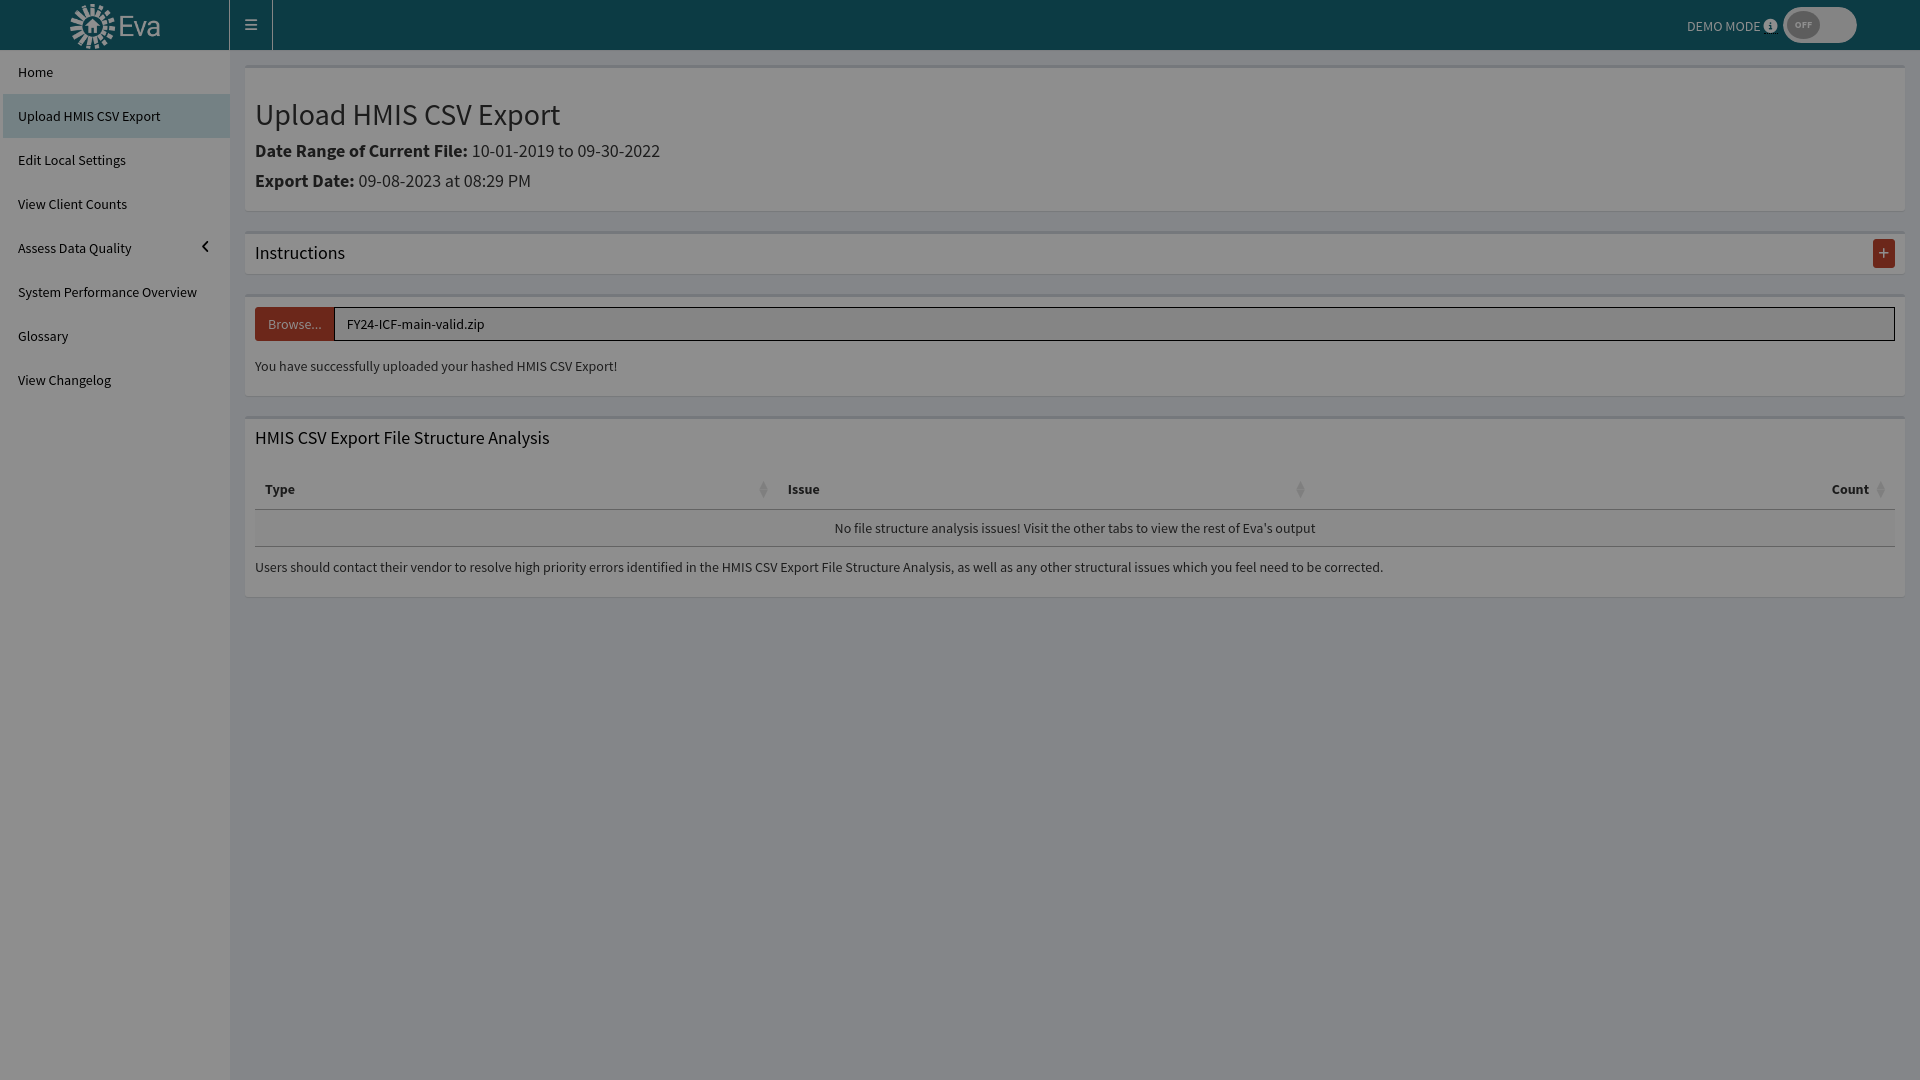 Eva
DEMO MODE
OFF
Home
Upload HMIS CSV Export
Edit Local Settings
View Client Counts
Assess Data Quality
System Performance Overview
Glossary
View Changelog
Upload HMIS CSV Export
Date Range of Current File: 10-01-2019 to 09-30-2022
Export Date: 09-08-2023 at 08:29 PM
Instructions
Browse... FY24-ICF-main-valid.zip
You have successfully uploaded your hashed HMIS CSV Export!
HMIS CSV Export File Structure Analysis
Type Issue Count
No file structure analysis issues! Visit the other tabs to view the rest of Eva's output
Users should contact their vendor to resolve high priority errors identified in the HMIS CSV Export File Structure Analysis, as well as any other structural issues which you feel need to be corrected.